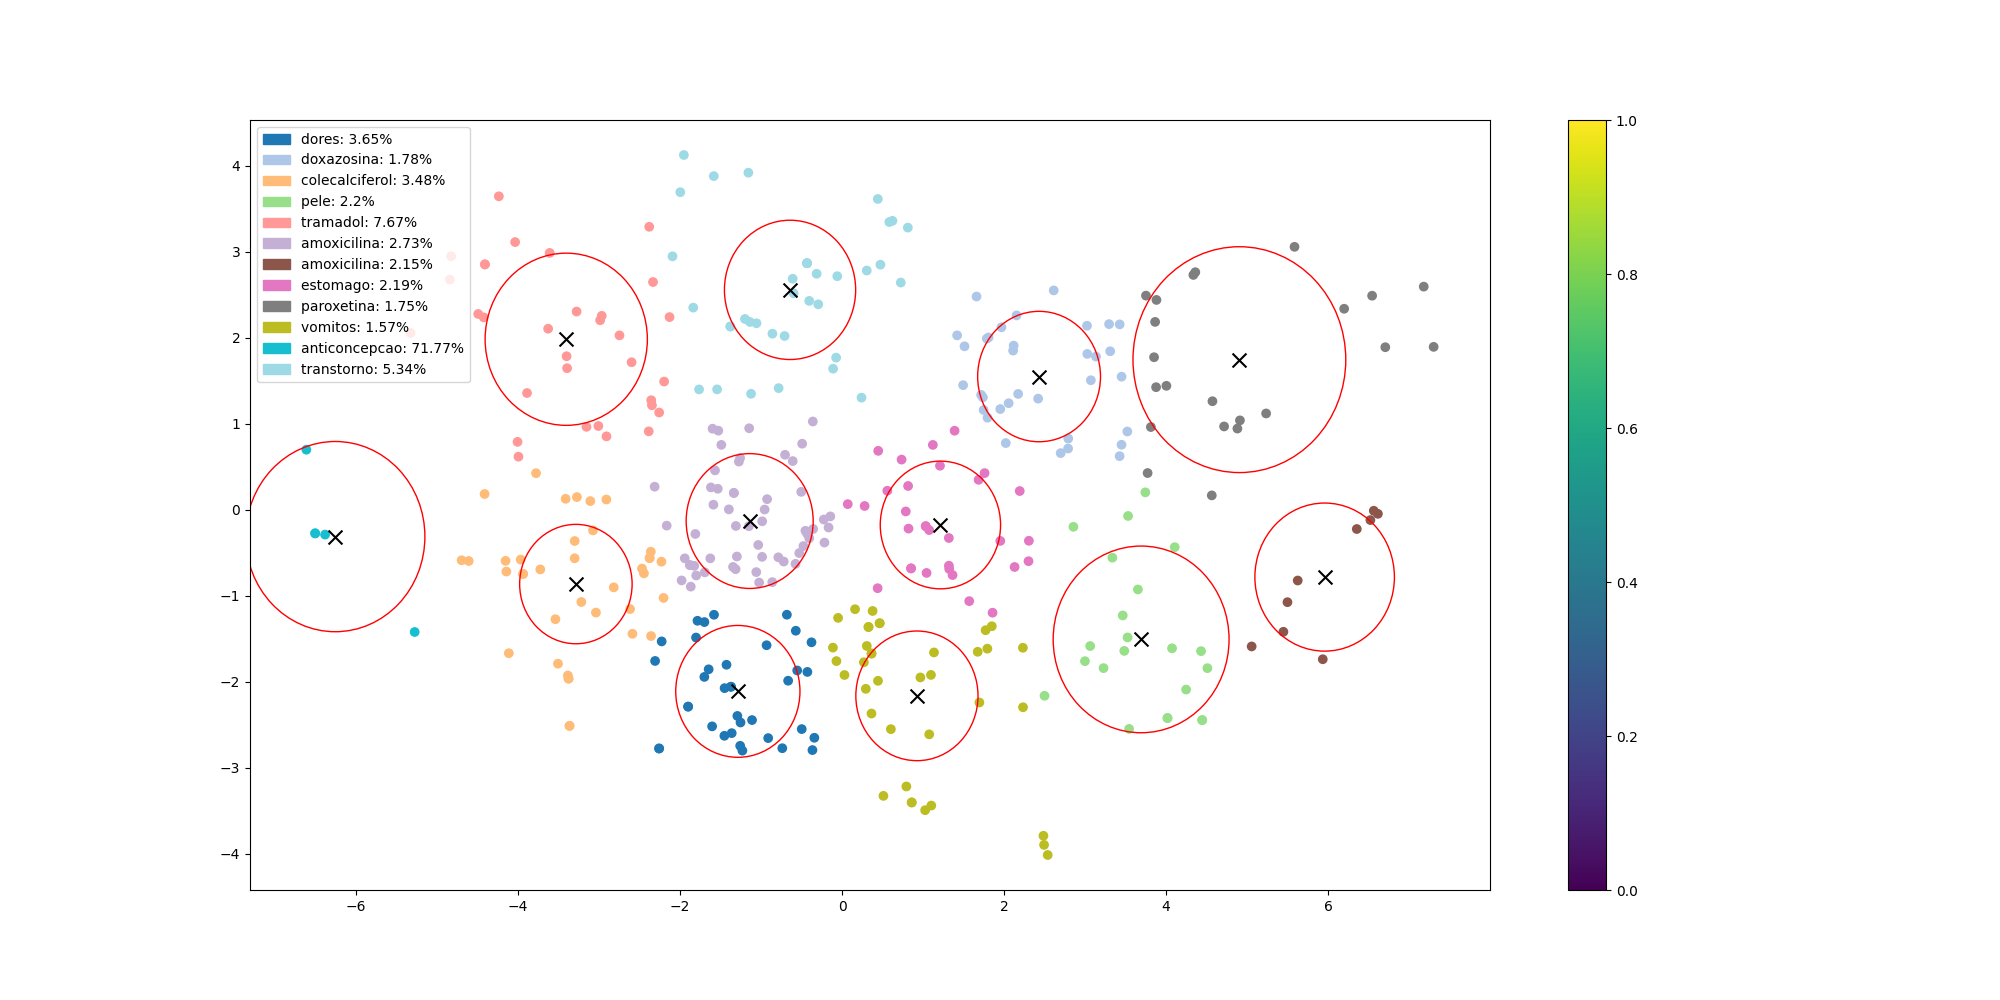 dores: 3.65%
doxazosina: 1.78%
colecalciferol: 3.48%
pele: 2.2%
tramadol: 7.67%
amoxicilina: 2.73%
amoxicilina: 2.15%
estomago: 2.19%
paroxetina: 1.75%
vomitos: 1.57%
anticoncepcao: 71.77%
transtorno: 5.34%
4
3
2
1
0
−1
−2
−3
−4
−6
−4
−2
0
2
4
6
1.0
0.8
0.6
0.4
0.2
0.0